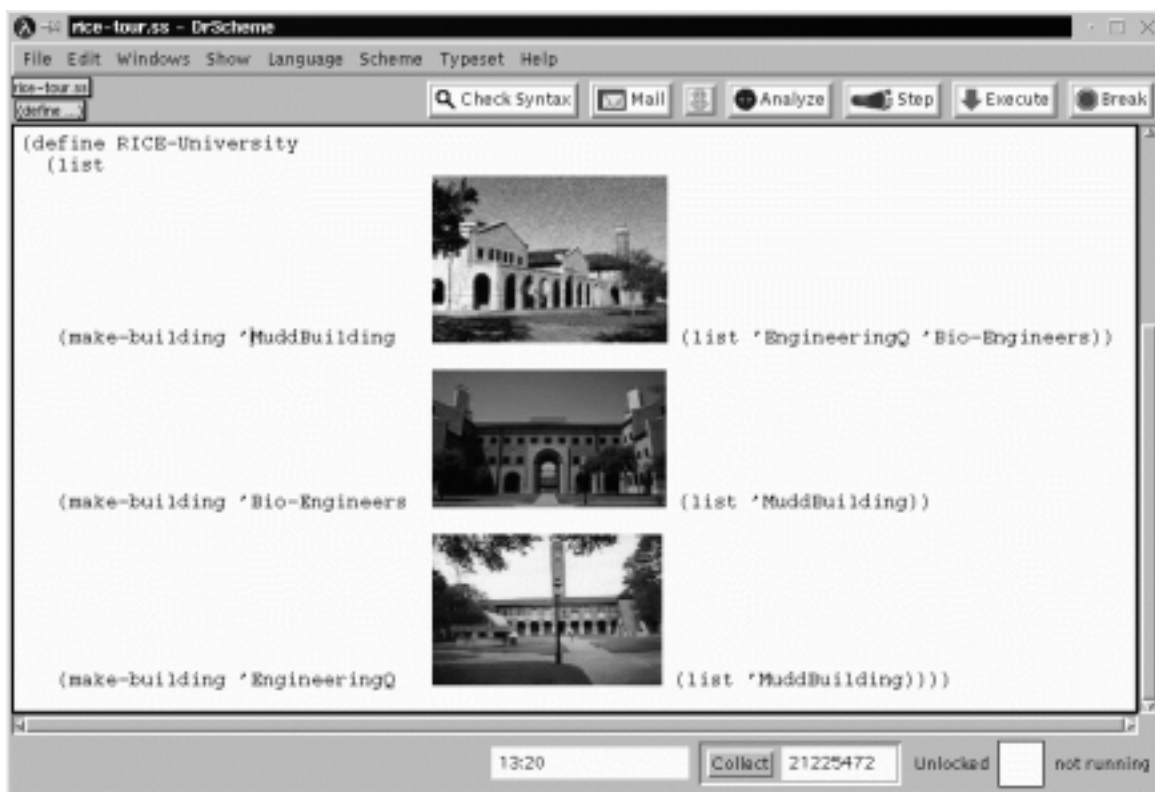 rice-tour.ss - DrScheme
File Edit Windows Show Language Scheme Typeset Help
rice-tour.ss
(define ...)
Check Syntax Mail Analyze Step Execute Break
(define RICE-University
(list
(make-building 'MuddBuilding (list 'EngineeringQ 'Bio-Engineers))
(make-building 'Bio-Engineers (list 'MuddBuilding))
(make-building 'EngineeringQ (list 'MuddBuilding))))
13:20 Collect 21225472 Unlocked not running